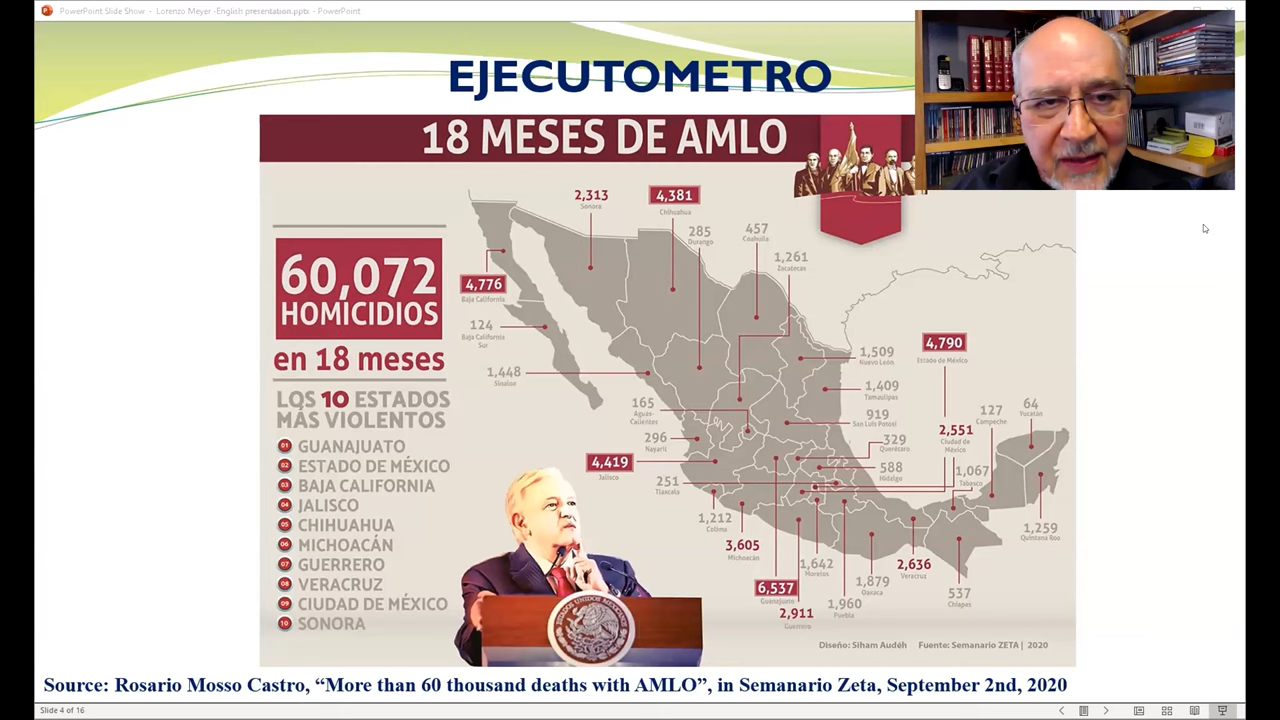 PowerPoint Slide Show - Lorenzo Meyer -English presentation.pptx - PowerPoint
EJECUTOMETRO
18 MESES DE AMLO
60,072
HOMICIDIOS
en 18 meses
LOS 10 ESTADOS
MÁS VIOLENTOS
01 GUANAJUATO
02 ESTADO DE MÉXICO
03 BAJA CALIFORNIA
04 JALISCO
05 CHIHUAHUA
06 MICHOACÁN
07 GUERRERO
08 VERACRUZ
09 CIUDAD DE MÉXICO
10 SONORA
2,313
Sonora
4,381
Chihuahua
285
Durango
457
Coahuila
1,261
Zacatecas
4,776
Baja California
124
Baja California
Sur
1,448
Sinaloa
165
Aguas-
Calientes
296
Nayarit
4,419
Jalisco
251
Tlaxcala
1,212
Colima
3,605
Michoacán
6,537
Guanajuato
2,911
Guerrero
1,642
Morelos
1,960
Puebla
1,879
Oaxaca
2,636
Veracruz
537
Chiapas
1,509
Nuevo León
1,409
Tamaulipas
919
San Luis Potosí
329
Querétaro
588
Hidalgo
4,790
Estado de México
2,551
Ciudad de
México
1,067
Tabasco
127
Campeche
64
Yucatán
1,259
Quintana Roo
ESTADOS UNIDOS MEXICANOS
Diseño: Siham Audéh Fuente: Semanario ZETA | 2020
Source: Rosario Mosso Castro, “More than 60 thousand deaths with AMLO”, in Semanario Zeta, September 2nd, 2020
Slide 4 of 16